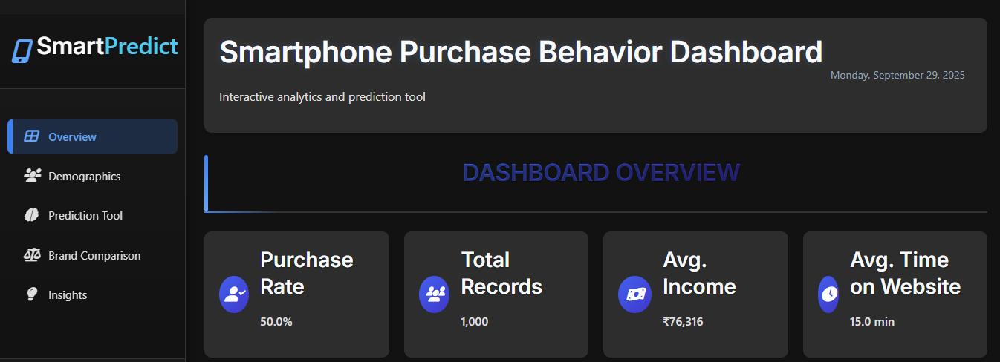 SmartPredict
Overview
Demographics
Prediction Tool
Brand Comparison
Insights
Smartphone Purchase Behavior Dashboard
Monday, September 29, 2025
Interactive analytics and prediction tool
DASHBOARD OVERVIEW
Purchase
Rate
50.0%
Total
Records
1,000
Avg.
Income
₹76,316
Avg. Time
on Website
15.0 min